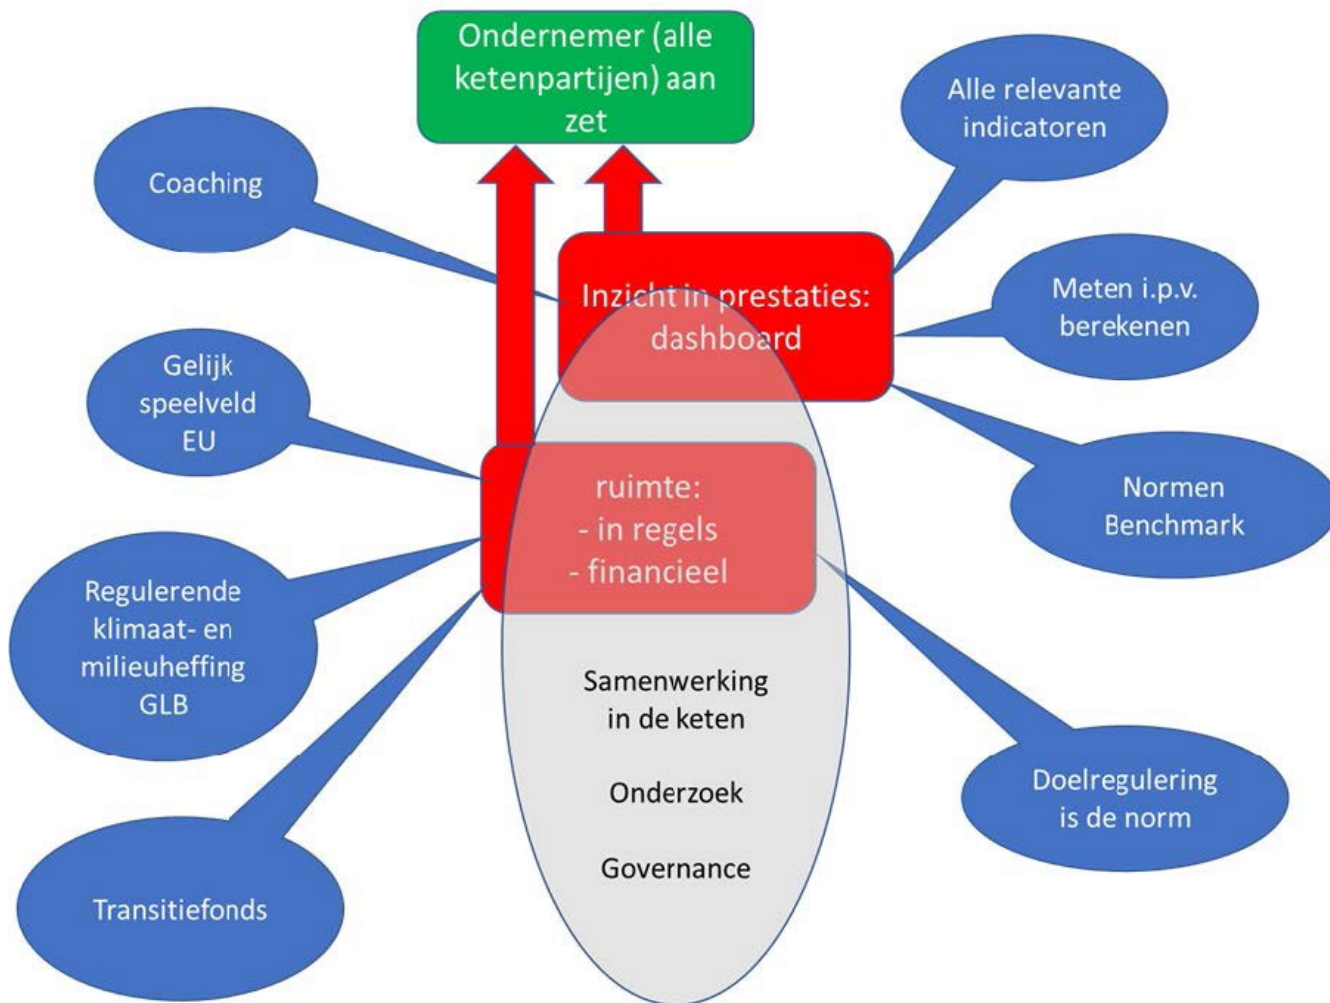 Ondernemer (alle
ketenpartijen) aan
zet
Alle relevante
indicatoren
Coaching
Inzicht in prestaties:
dashboard
Meten i.p.v.
berekenen
Gelijk
speelveld
EU
Normen
Benchmark
ruimte:
- in regels
- financieel
Regulerende
klimaat- en
milieuheffing
GLB
Samenwerking
in de keten
Onderzoek
Governance
Doelregulering
is de norm
Transitiefonds